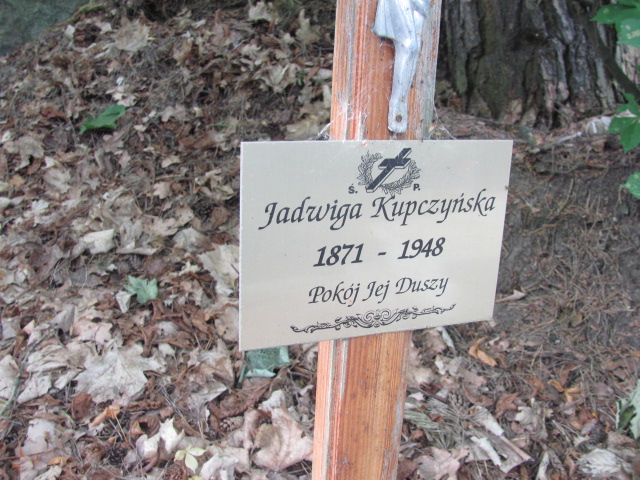 Ś. P.
Jadwiga Kupczyńska
1871 - 1948
Pokój Jej Duszy